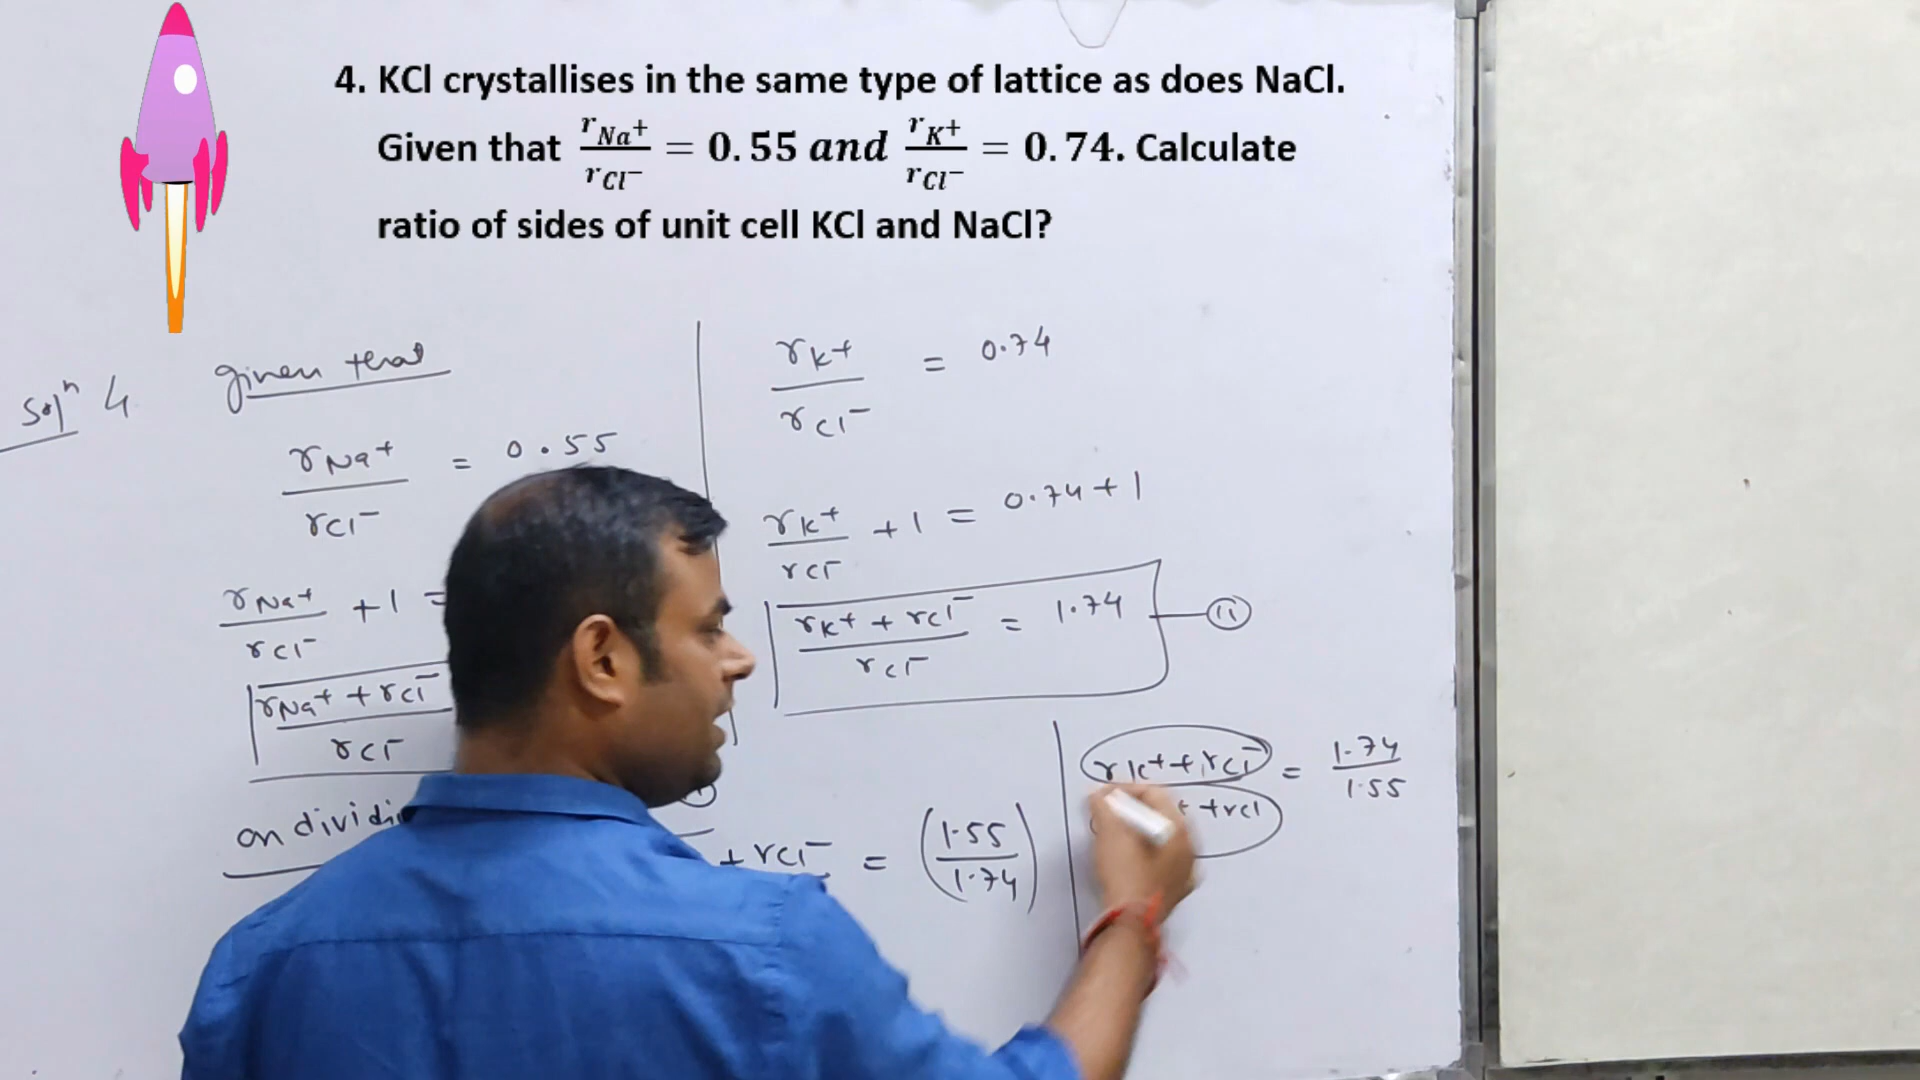 4. KCl crystallises in the same type of lattice as does NaCl.
Given that r_Na+ / r_Cl− = 0.55 and r_K+ / r_Cl− = 0.74. Calculate
ratio of sides of unit cell KCl and NaCl?
Solⁿ 4 given that
r_Na+ / r_Cl− = 0.55
r_Na+ / r_Cl− + 1 =
r_Na+ + r_Cl− / r_Cl−
on dividi
+ r_Cl− = (1.55 / 1.74)
r_K+ / r_Cl− = 0.74
r_K+ / r_Cl− + 1 = 0.74 + 1
r_K+ + r_Cl− / r_Cl− = 1.74 — (ii)
r_K+ + r_Cl− / + + r_Cl = 1.74 / 1.55